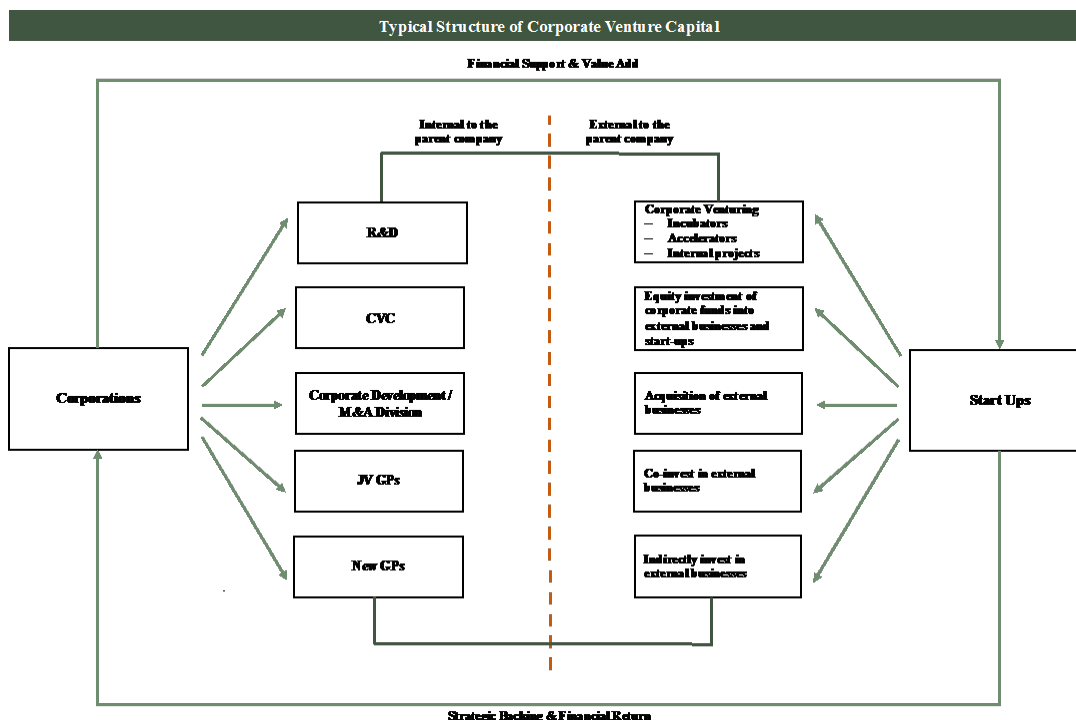 Typical Structure of Corporate Venture Capital
Financial Support & Value Add
Internal to the
parent company
External to the
parent company
R&D
Corporate Venturing
– Incubators
– Accelerators
– Internal projects
CVC
Equity investment of
corporate funds into
external businesses and
start-ups
Corporations
Corporate Development /
M&A Division
Acquisition of external
businesses
Start Ups
JV GPs
Co-invest in external
businesses
New GPs
Indirectly invest in
external businesses
Strategic Backing & Financial Return